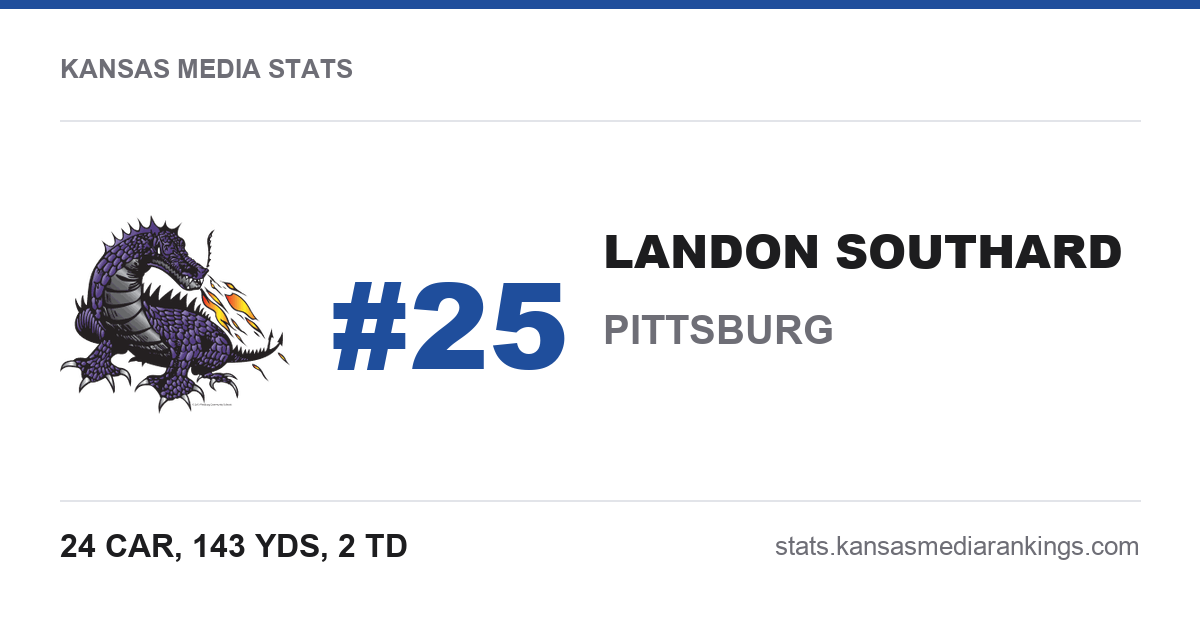 KANSAS MEDIA STATS
#25
LANDON SOUTHARD
PITTSBURG
24 CAR, 143 YDS, 2 TD
stats.kansasmediarankings.com